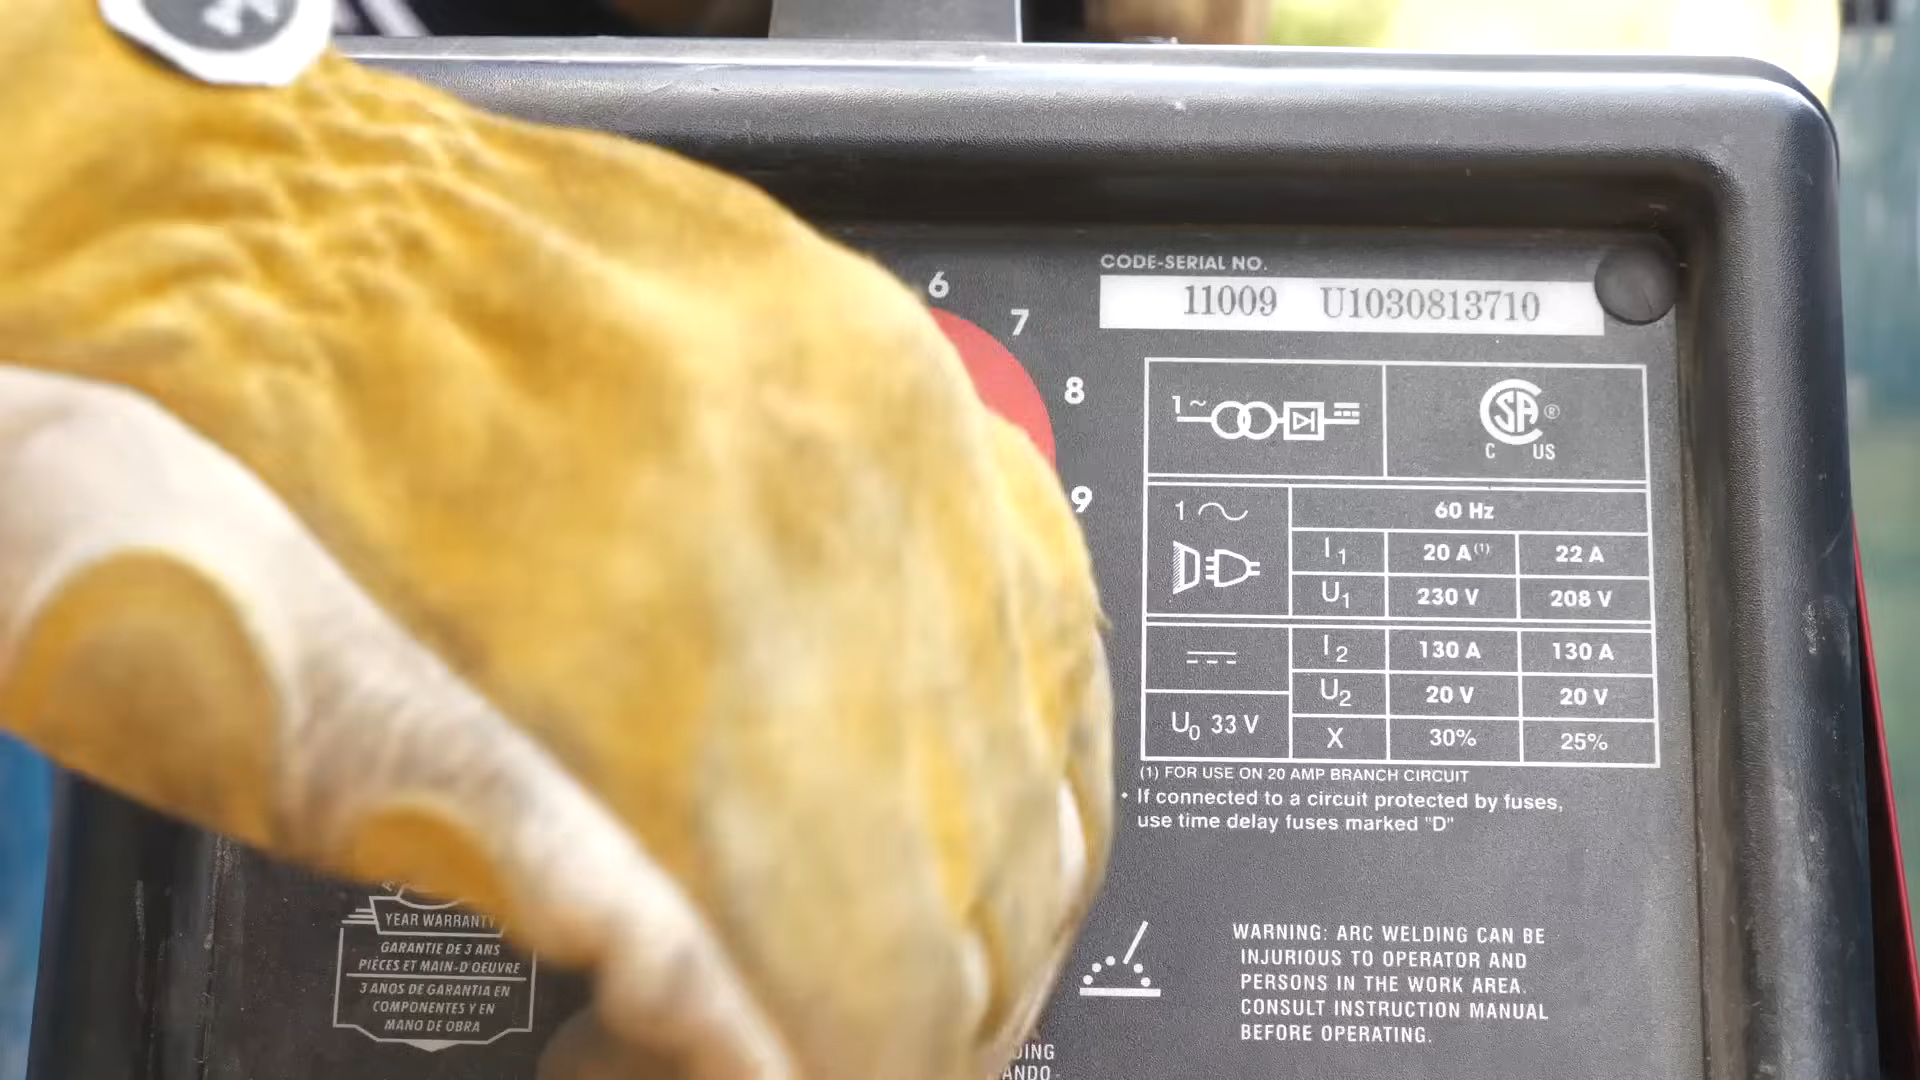 CODE-SERIAL NO.
11009 U1030813710
6
7
8
9
1 ~
CSA®
C US
1
60 Hz
I1 20 A(1) 22 A
U1 230 V 208 V
I2 130 A 130 A
U2 20 V 20 V
U0 33 V
X 30% 25%
(1) FOR USE ON 20 AMP BRANCH CIRCUIT
• If connected to a circuit protected by fuses,
use time delay fuses marked "D"
YEAR WARRANTY
GARANTIE DE 3 ANS
PIÈCES ET MAIN-D'OEUVRE
3 ANOS DE GARANTIA EN
COMPONENTES Y EN
MANO DE OBRA
WARNING: ARC WELDING CAN BE
INJURIOUS TO OPERATOR AND
PERSONS IN THE WORK AREA.
CONSULT INSTRUCTION MANUAL
BEFORE OPERATING.